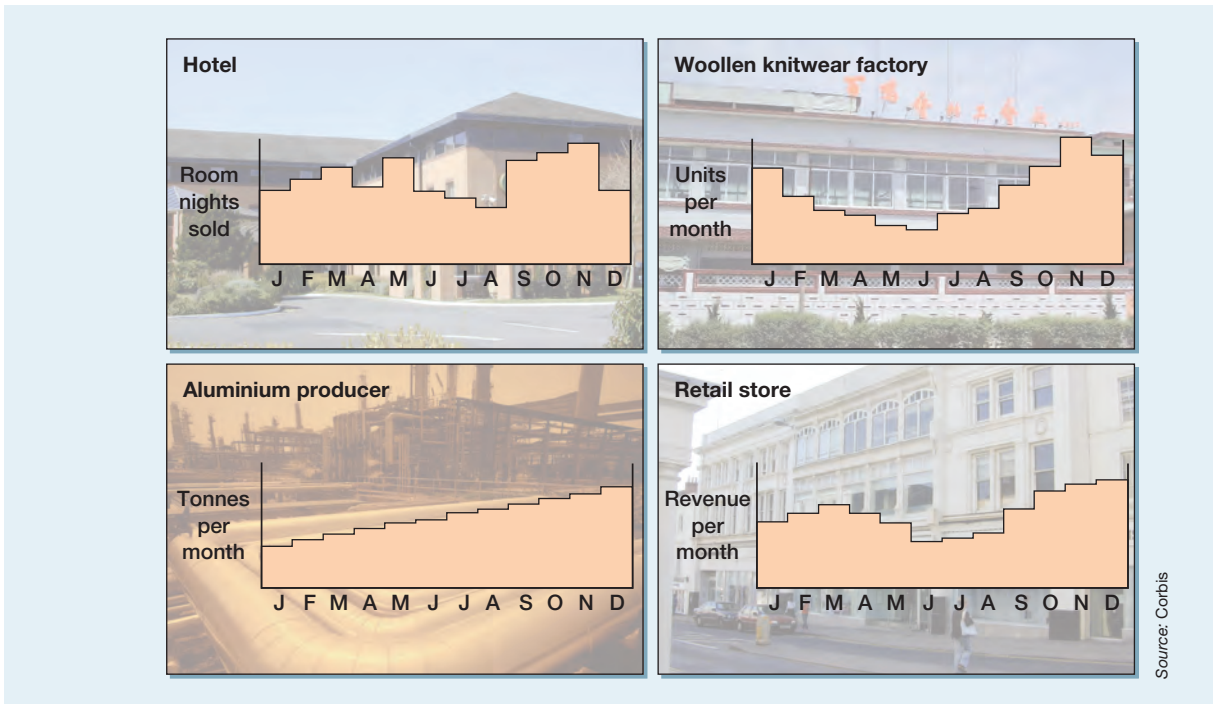 Hotel
Room
nights
sold
J F M A M J J A S O N D
Woollen knitwear factory
Units
per
month
J F M A M J J A S O N D
Aluminium producer
Tonnes
per
month
J F M A M J J A S O N D
Retail store
Revenue
per
month
J F M A M J J A S O N D
Source: Corbis